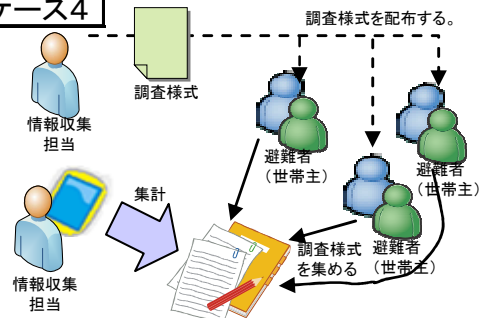 ケース4
調査様式を配布する。
調査様式
情報収集
担当
避難者
（世帯主）
避難者
（世帯主）
集計
調査様式
を集める
避難者
（世帯主）
情報収集
担当